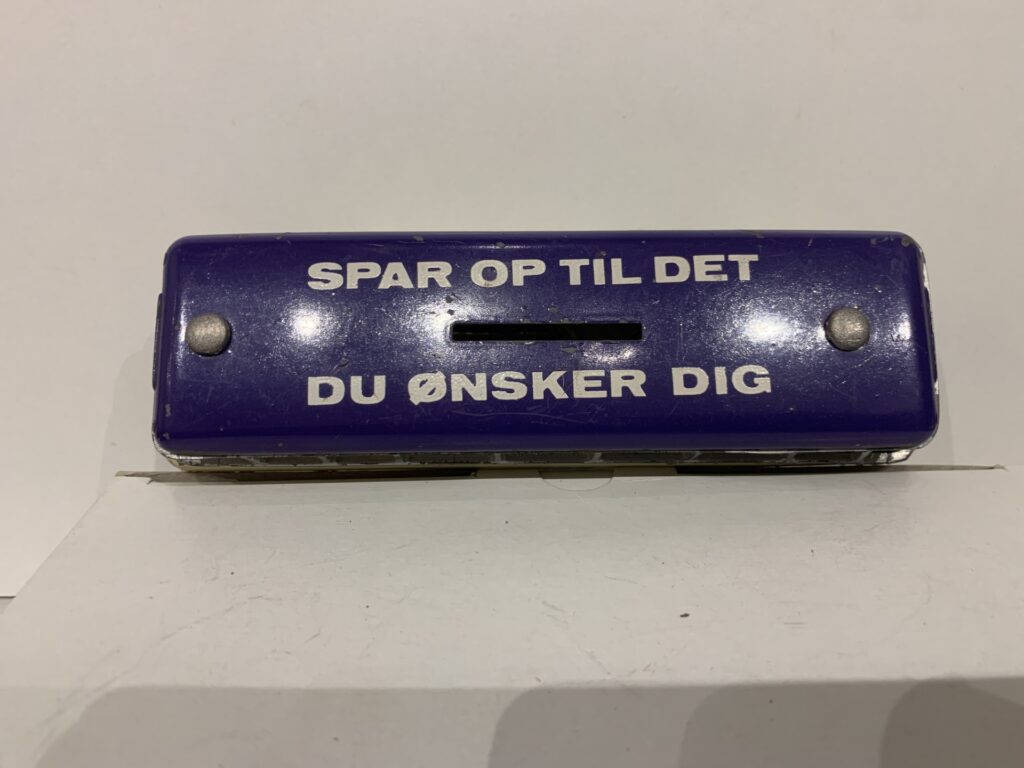 SPAR OP TIL DET
DU ØNSKER DIG